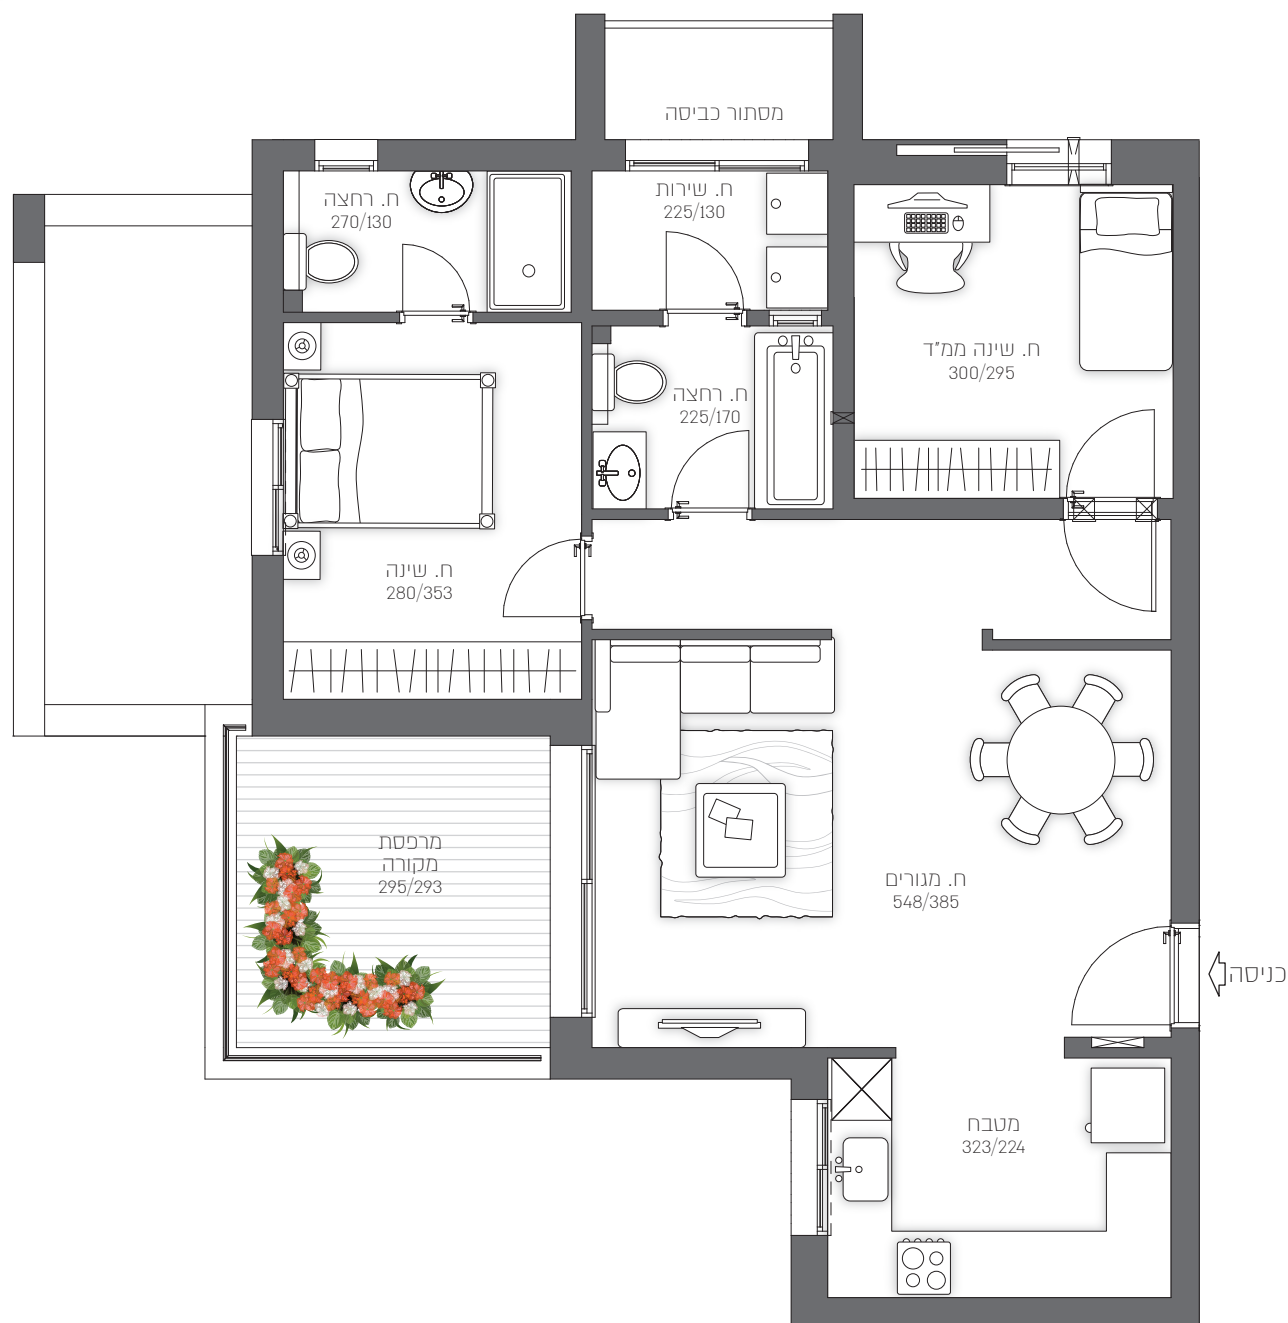 מסתור כביסה
ח. רחצה
270/130
ח. שירות
225/130
ח. שינה ממ"ד
300/295
ח. רחצה
225/170
ח. שינה
280/353
מרפסת
מקורה
295/293
ח. מגורים
548/385
כניסה
מטבח
323/224